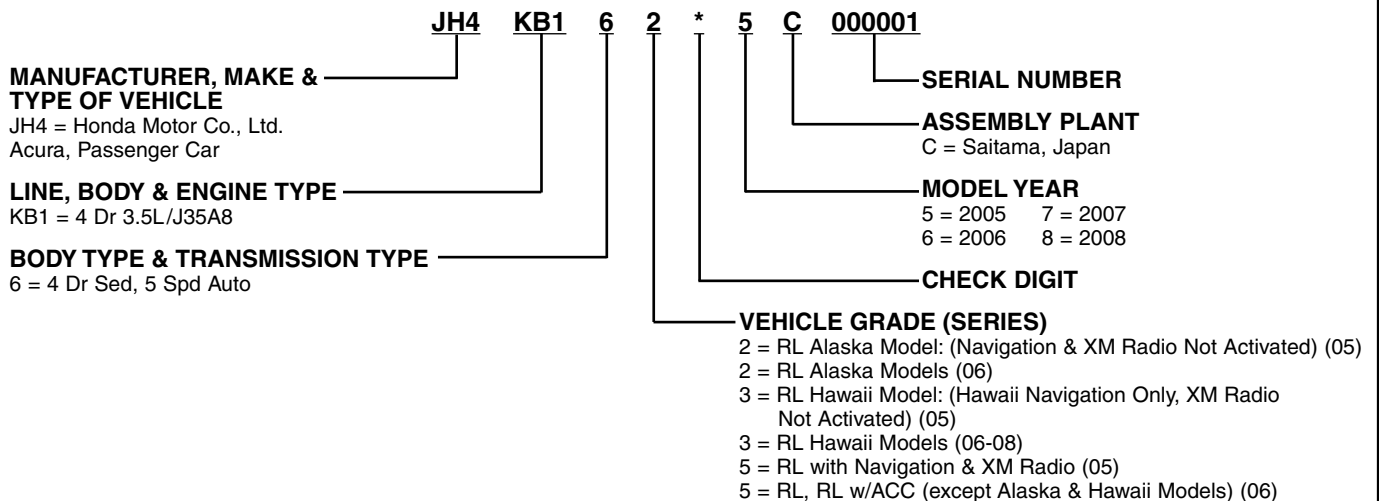 JH4 KB1 6 2 * 5 C 000001
MANUFACTURER, MAKE &
TYPE OF VEHICLE
JH4 = Honda Motor Co., Ltd.
Acura, Passenger Car
LINE, BODY & ENGINE TYPE
KB1 = 4 Dr 3.5L/J35A8
BODY TYPE & TRANSMISSION TYPE
6 = 4 Dr Sed, 5 Spd Auto
SERIAL NUMBER
ASSEMBLY PLANT
C = Saitama, Japan
MODEL YEAR
5 = 2005 7 = 2007
6 = 2006 8 = 2008
CHECK DIGIT
VEHICLE GRADE (SERIES)
2 = RL Alaska Model: (Navigation & XM Radio Not Activated) (05)
2 = RL Alaska Models (06)
3 = RL Hawaii Model: (Hawaii Navigation Only, XM Radio
Not Activated) (05)
3 = RL Hawaii Models (06-08)
5 = RL with Navigation & XM Radio (05)
5 = RL, RL w/ACC (except Alaska & Hawaii Models) (06)